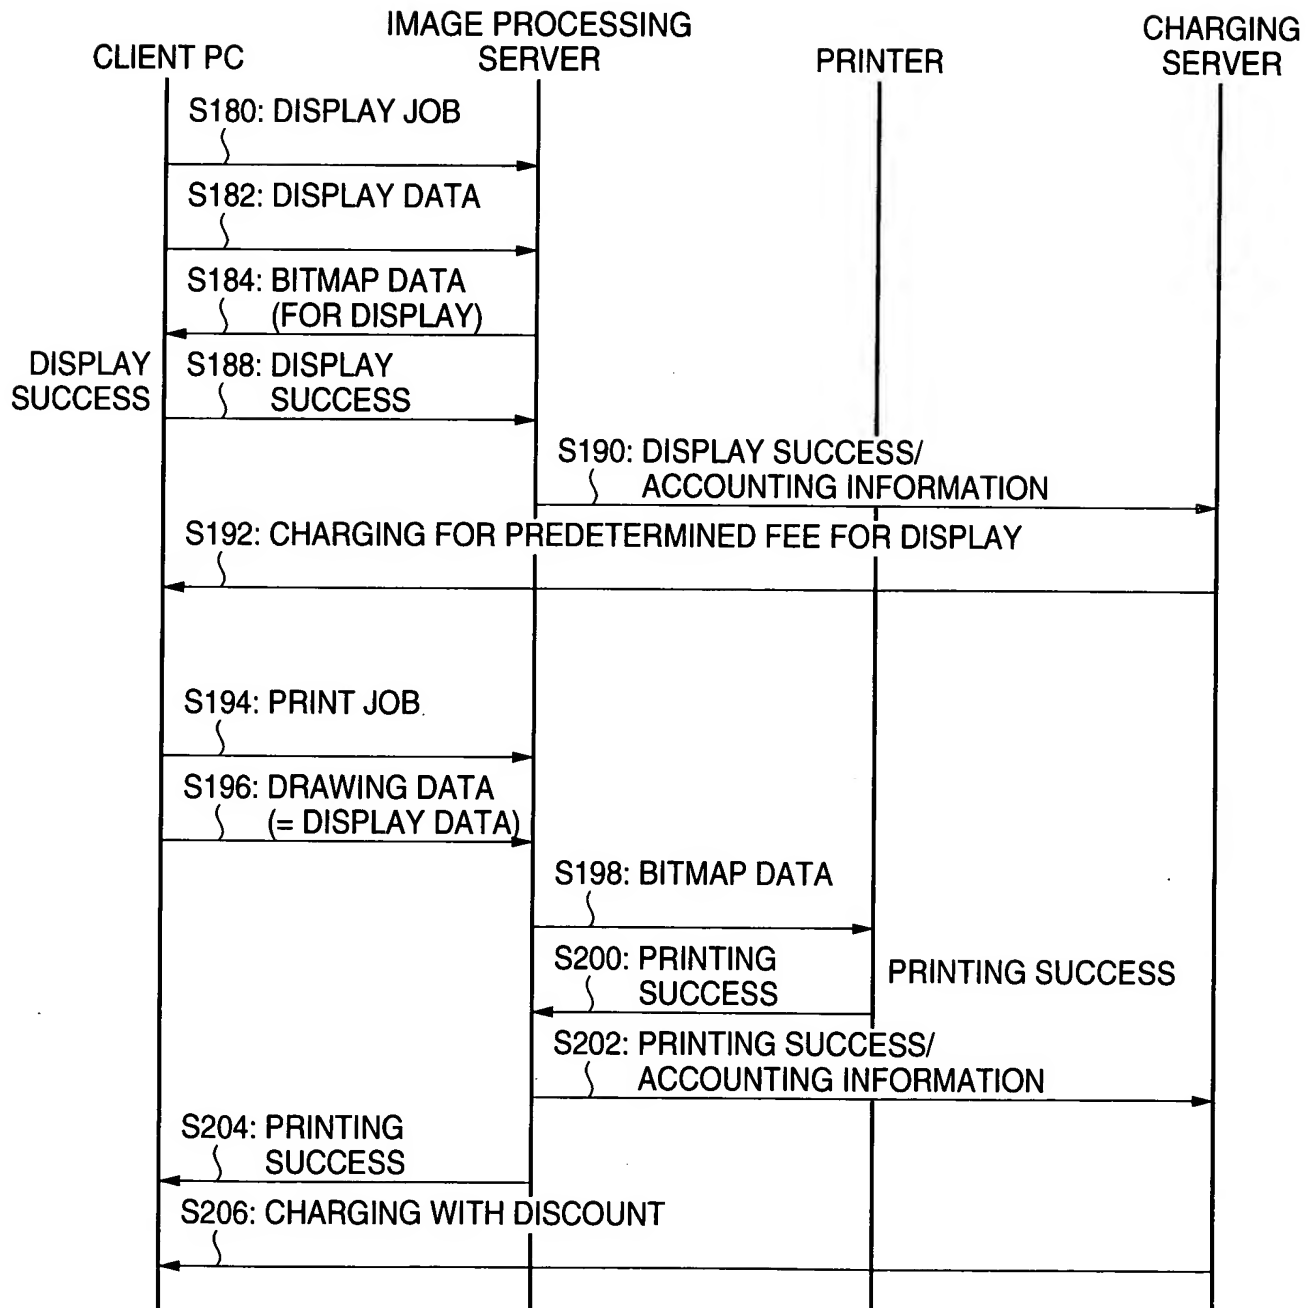 IMAGE PROCESSING
SERVER
CLIENT PC
PRINTER
CHARGING
SERVER
S180: DISPLAY JOB
S182: DISPLAY DATA
S184: BITMAP DATA
(FOR DISPLAY)
DISPLAY
SUCCESS
S188: DISPLAY
SUCCESS
S190: DISPLAY SUCCESS/
ACCOUNTING INFORMATION
S192: CHARGING FOR PREDETERMINED FEE FOR DISPLAY
S194: PRINT JOB
S196: DRAWING DATA
(= DISPLAY DATA)
S198: BITMAP DATA
S200: PRINTING
SUCCESS
PRINTING SUCCESS
S202: PRINTING SUCCESS/
ACCOUNTING INFORMATION
S204: PRINTING
SUCCESS
S206: CHARGING WITH DISCOUNT